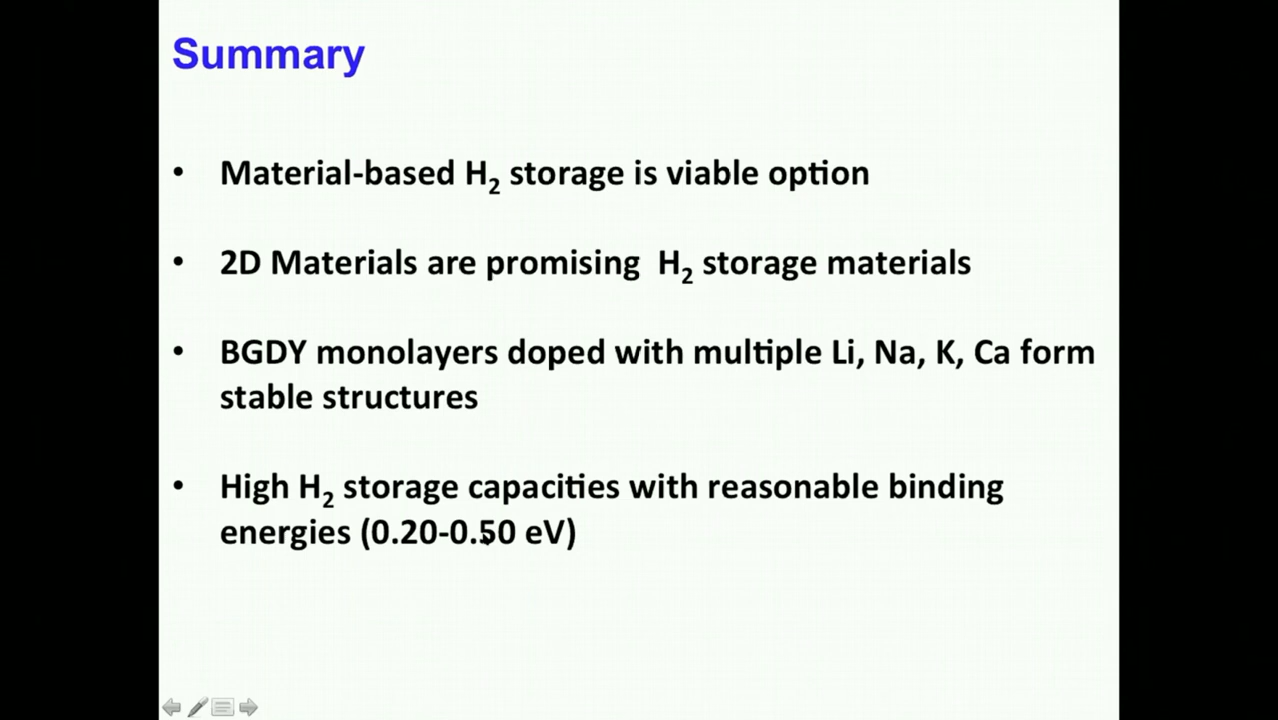 Summary
• Material-based H₂ storage is viable option
• 2D Materials are promising H₂ storage materials
• BGDY monolayers doped with multiple Li, Na, K, Ca form
stable structures
• High H₂ storage capacities with reasonable binding
energies (0.20-0.50 eV)